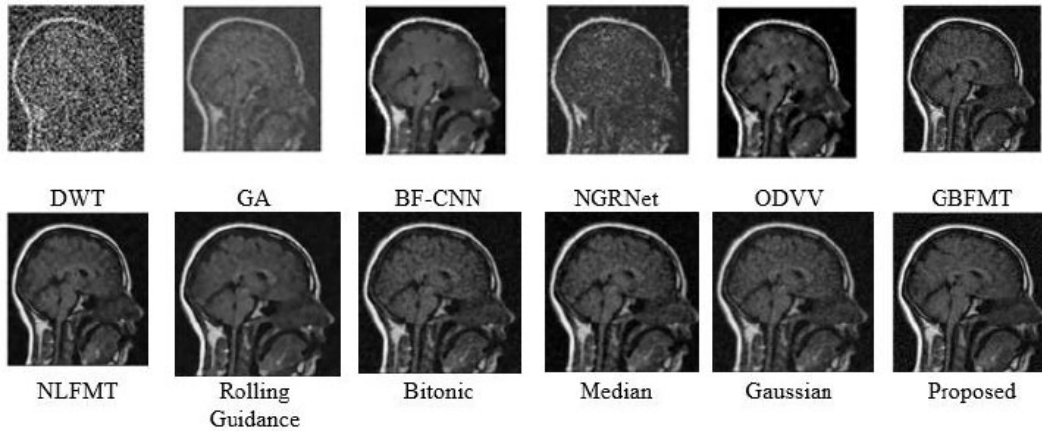 DWT GA BF-CNN NGRNet ODVV GBFMT
NLFMT Rolling Bitonic Median Gaussian Proposed
Guidance